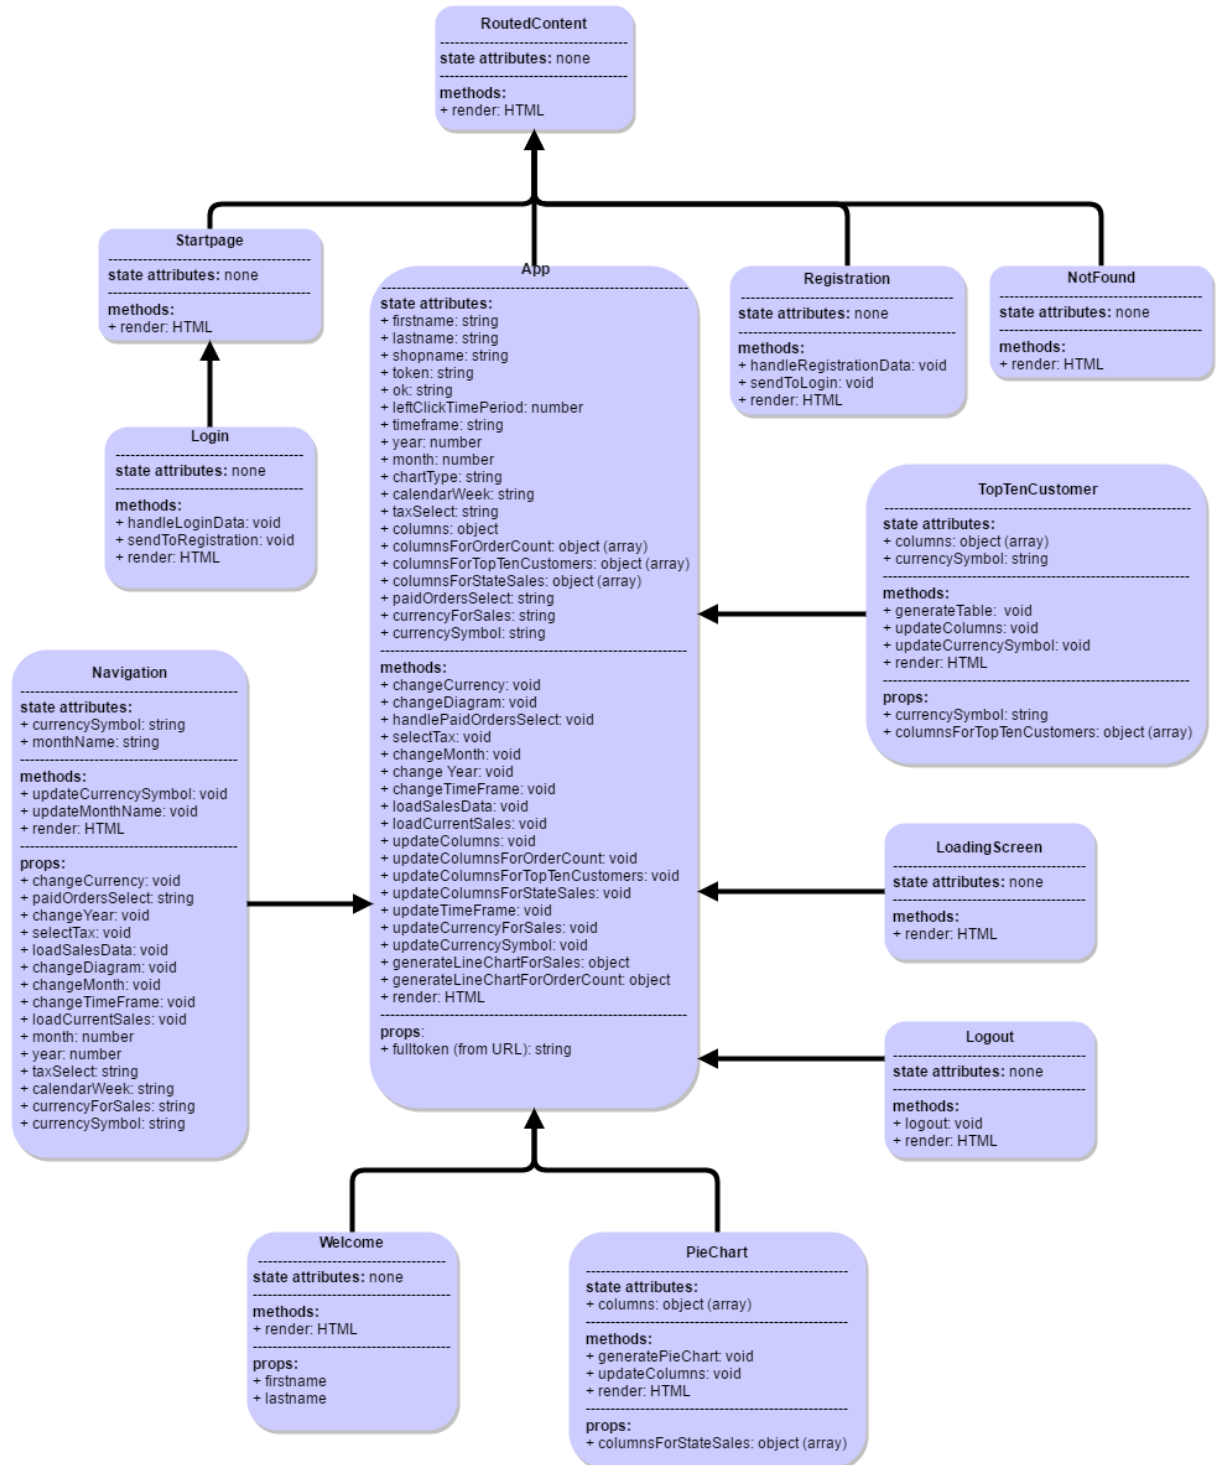 RoutedContent
state attributes: none
methods:
+ render: HTML
Startpage
state attributes: none
methods:
+ render: HTML
App
state attributes:
+ firstname: string
+ lastname: string
+ shopname: string
+ token: string
+ ok: string
+ leftClickTimePeriod: number
+ timeframe: string
+ year: number
+ month: number
+ chartType: string
+ calendarWeek: string
+ taxSelect: string
+ columns: object
+ columnsForOrderCount: object (array)
+ columnsForTopTenCustomers: object (array)
+ columnsForStateSales: object (array)
+ paidOrdersSelect: string
+ currencyForSales: string
+ currencySymbol: string
methods:
+ changeCurrency: void
+ changeDiagram: void
+ handlePaidOrdersSelect: void
+ selectTax: void
+ changeMonth: void
+ change Year: void
+ changeTimeFrame: void
+ loadSalesData: void
+ loadCurrentSales: void
+ updateColumns: void
+ updateColumnsForOrderCount: void
+ updateColumnsForTopTenCustomers: void
+ updateColumnsForStateSales: void
+ updateTimeFrame: void
+ updateCurrencyForSales: void
+ updateCurrencySymbol: void
+ generateLineChartForSales: object
+ generateLineChartForOrderCount: object
+ render: HTML
props:
+ fulltoken (from URL): string
Registration
state attributes: none
methods:
+ handleRegistrationData: void
+ sendToLogin: void
+ render: HTML
NotFound
state attributes: none
methods:
+ render: HTML
Login
state attributes: none
methods:
+ handleLoginData: void
+ sendToRegistration: void
+ render: HTML
TopTenCustomer
state attributes:
+ columns: object (array)
+ currencySymbol: string
methods:
+ generateTable: void
+ updateColumns: void
+ updateCurrencySymbol: void
+ render: HTML
props:
+ currencySymbol: string
+ columnsForTopTenCustomers: object (array)
Navigation
state attributes:
+ currencySymbol: string
+ monthName: string
methods:
+ updateCurrencySymbol: void
+ updateMonthName: void
+ render: HTML
props:
+ changeCurrency: void
+ paidOrdersSelect: string
+ changeYear: void
+ selectTax: void
+ loadSalesData: void
+ changeDiagram: void
+ changeMonth: void
+ changeTimeFrame: void
+ loadCurrentSales: void
+ month: number
+ year: number
+ taxSelect: string
+ calendarWeek: string
+ currencyForSales: string
+ currencySymbol: string
LoadingScreen
state attributes: none
methods:
+ render: HTML
Logout
state attributes: none
methods:
+ logout: void
+ render: HTML
Welcome
state attributes: none
methods:
+ render: HTML
props:
+ firstname
+ lastname
PieChart
state attributes:
+ columns: object (array)
methods:
+ generatePieChart: void
+ updateColumns: void
+ render: HTML
props:
+ columnsForStateSales: object (array)